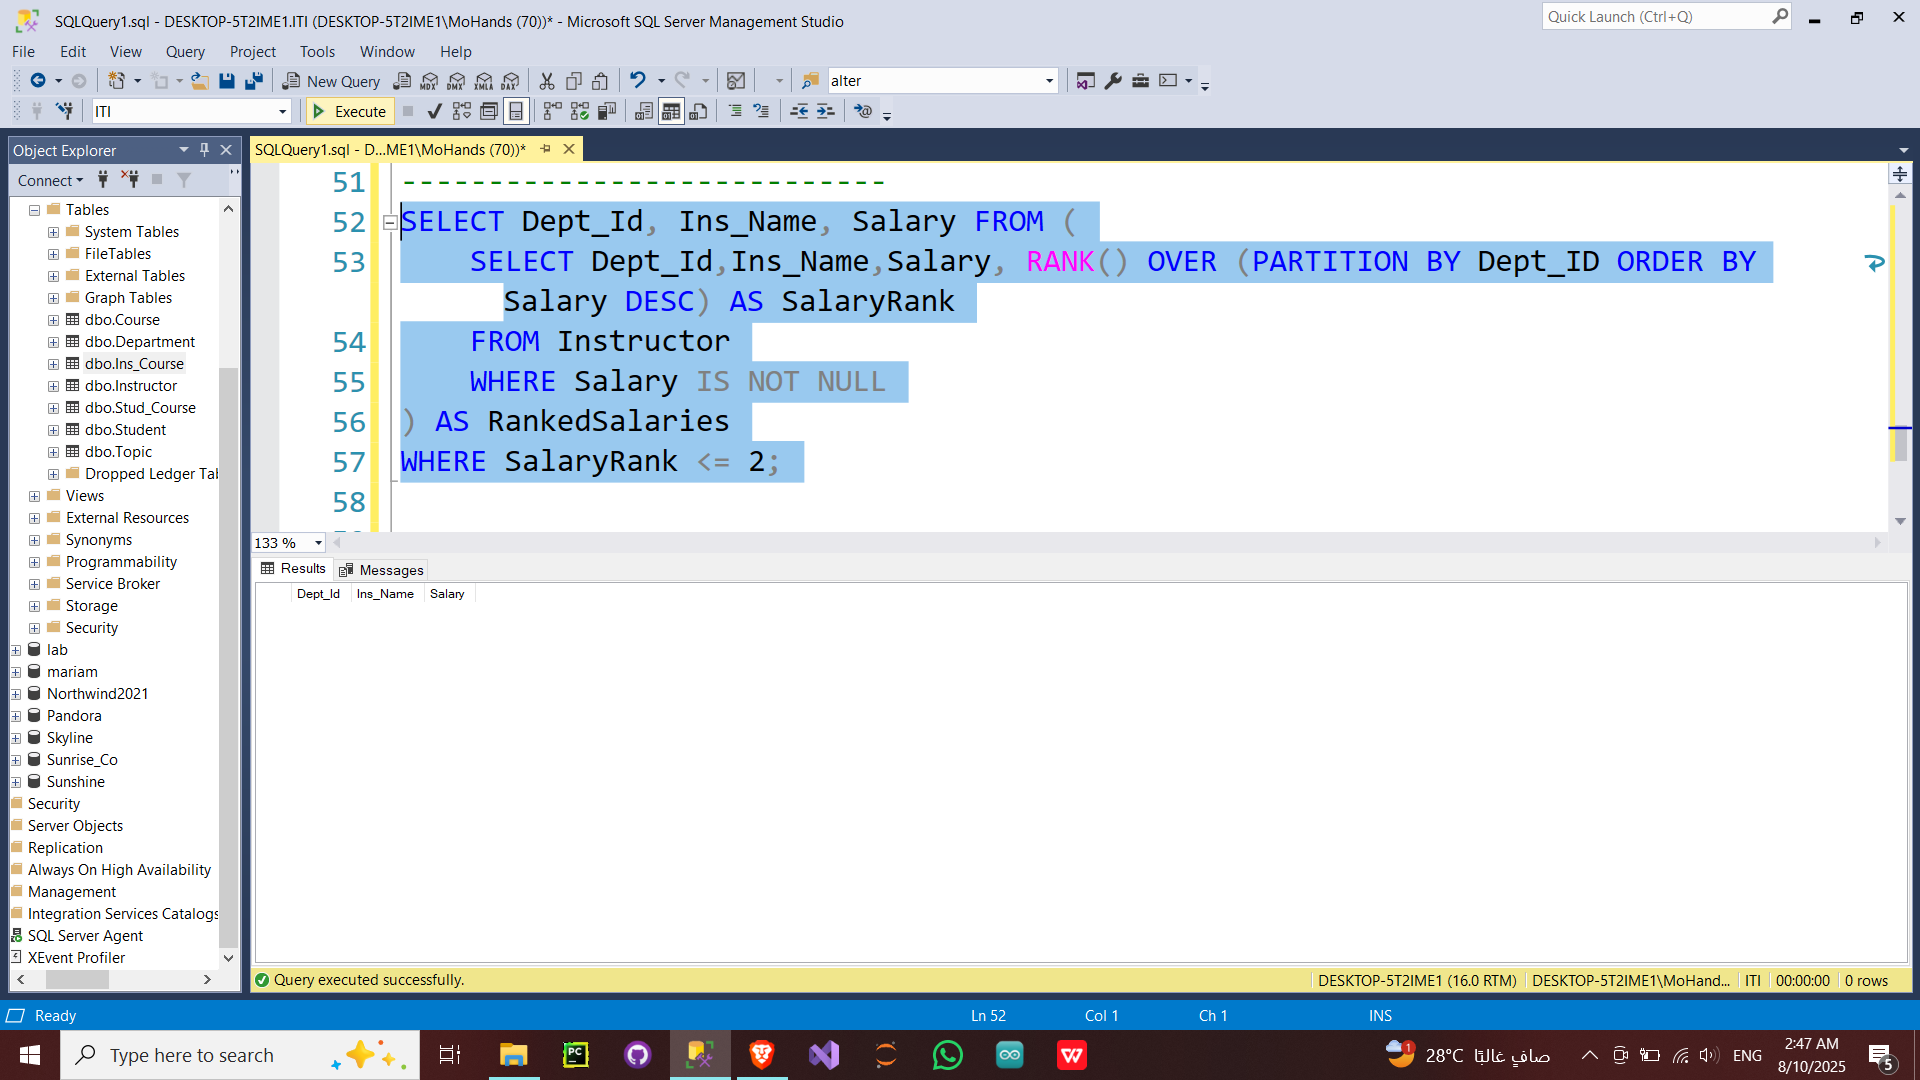 SQLQuery1.sql - DESKTOP-5T2IME1.ITI (DESKTOP-5T2IME1\MoHands (70))* - Microsoft SQL Server Management Studio
Quick Launch (Ctrl+Q)
File Edit View Query Project Tools Window Help
New Query MDX DMX XMLA DAX alter
ITI Execute
Object Explorer
SQLQuery1.sql - D...ME1\MoHands (70))*
Connect
Tables
System Tables
FileTables
External Tables
Graph Tables
dbo.Course
dbo.Department
dbo.Ins_Course
dbo.Instructor
dbo.Stud_Course
dbo.Student
dbo.Topic
Dropped Ledger Tal
Views
External Resources
Synonyms
Programmability
Service Broker
Storage
Security
lab
mariam
Northwind2021
Pandora
Skyline
Sunrise_Co
Sunshine
Security
Server Objects
Replication
Always On High Availability
Management
Integration Services Catalogs
SQL Server Agent
XEvent Profiler
51 ----------------------------
52 SELECT Dept_Id, Ins_Name, Salary FROM (
53 SELECT Dept_Id,Ins_Name,Salary, RANK() OVER (PARTITION BY Dept_ID ORDER BY
Salary DESC) AS SalaryRank
54 FROM Instructor
55 WHERE Salary IS NOT NULL
56 ) AS RankedSalaries
57 WHERE SalaryRank <= 2;
58
133 %
Results Messages
Dept_Id Ins_Name Salary
Query executed successfully.
DESKTOP-5T2IME1 (16.0 RTM) DESKTOP-5T2IME1\MoHand... ITI 00:00:00 0 rows
Ready Ln 52 Col 1 Ch 1 INS
Type here to search
PC
W
1
28°C صافٍ غالبًا
ENG
2:47 AM
8/10/2025
5